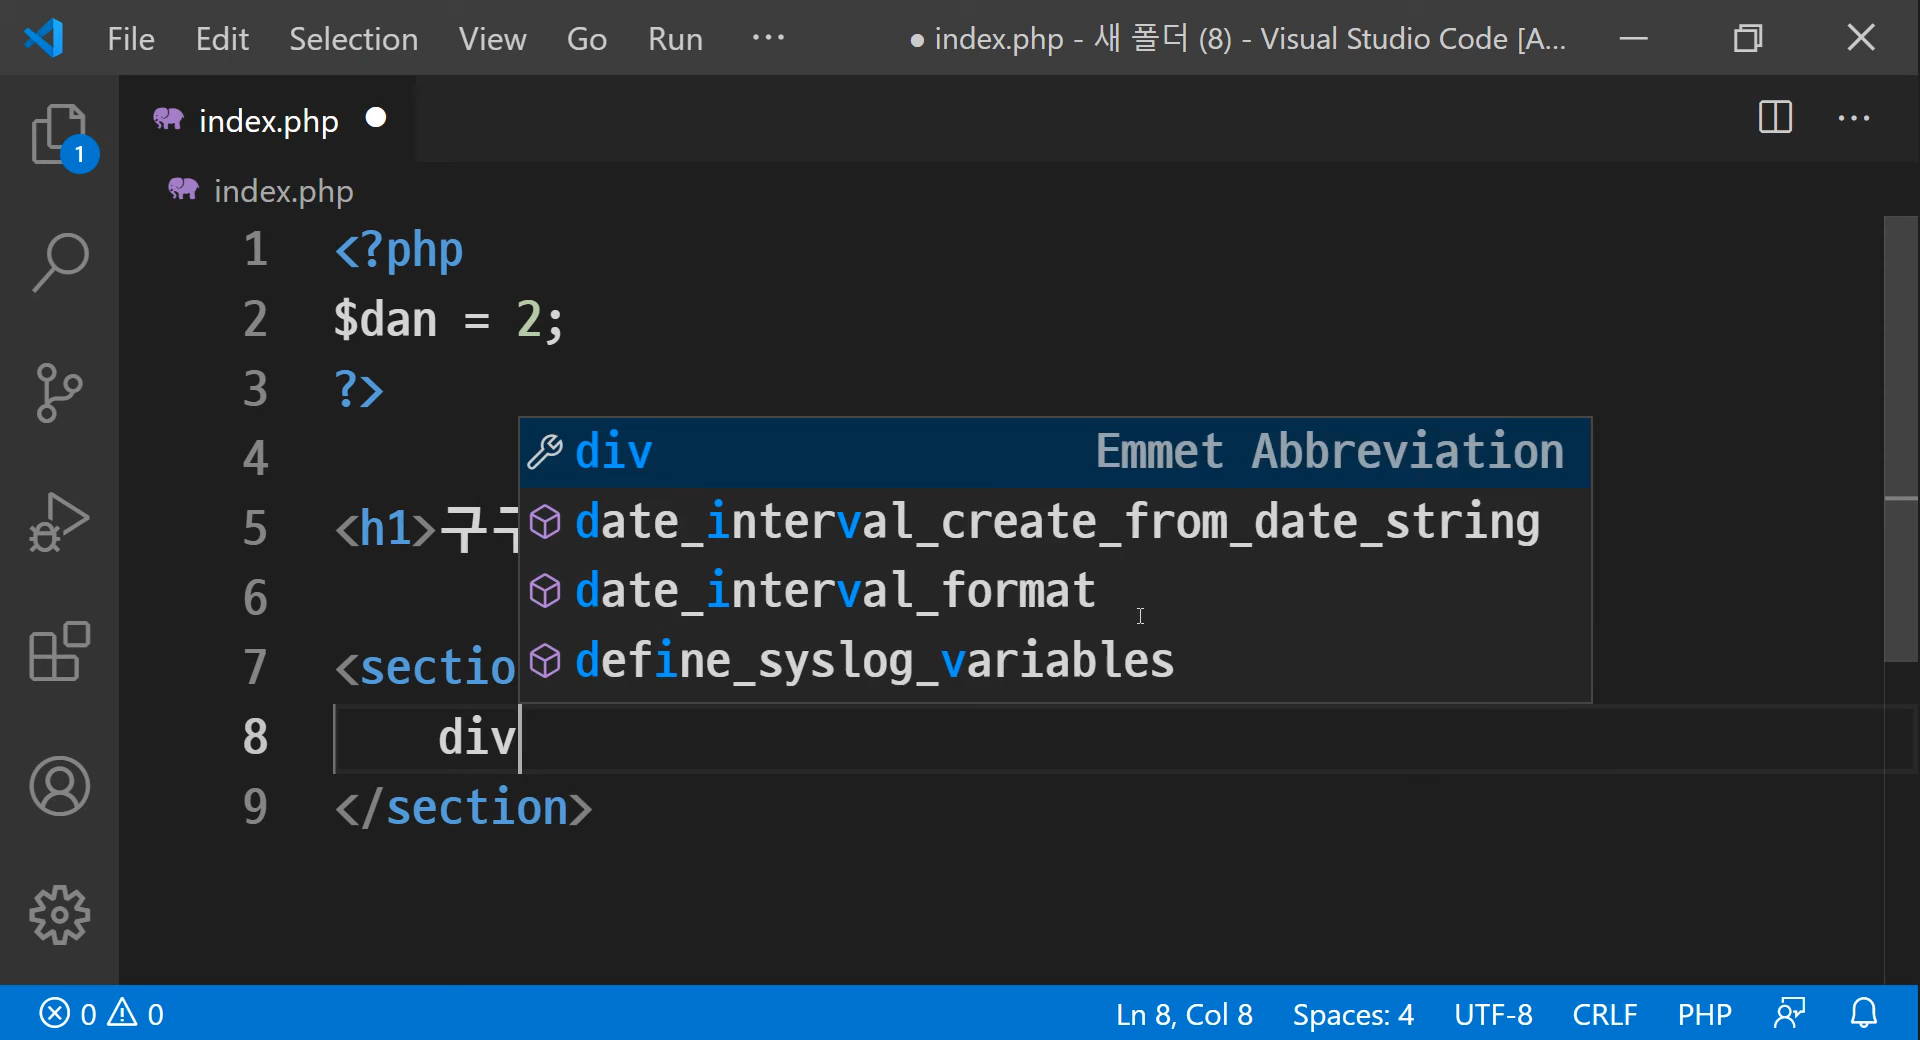 File Edit Selection View Go Run ··· ● index.php - 새 폴더 (8) - Visual Studio Code [A...
index.php ●
1
index.php
1 <?php
2 $dan = 2;
3 ?>
4
div Emmet Abbreviation
5 <h1>구구
date_interval_create_from_date_string
6
date_interval_format
7 <sectio
define_syslog_variables
8 div
9 </section>
0 0 Ln 8, Col 8 Spaces: 4 UTF-8 CRLF PHP